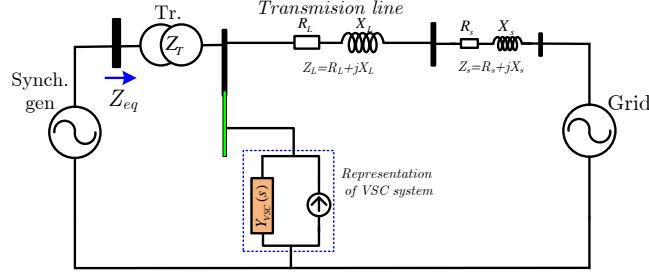 Transmision line
Tr.
R_L X_L
R_s X_s
Z_T
Z_L=R_L+jX_L
Z_s=R_s+jX_s
Synch.
gen
Z_eq
Grid
Representation
of VSC system
Y_VSC(s)